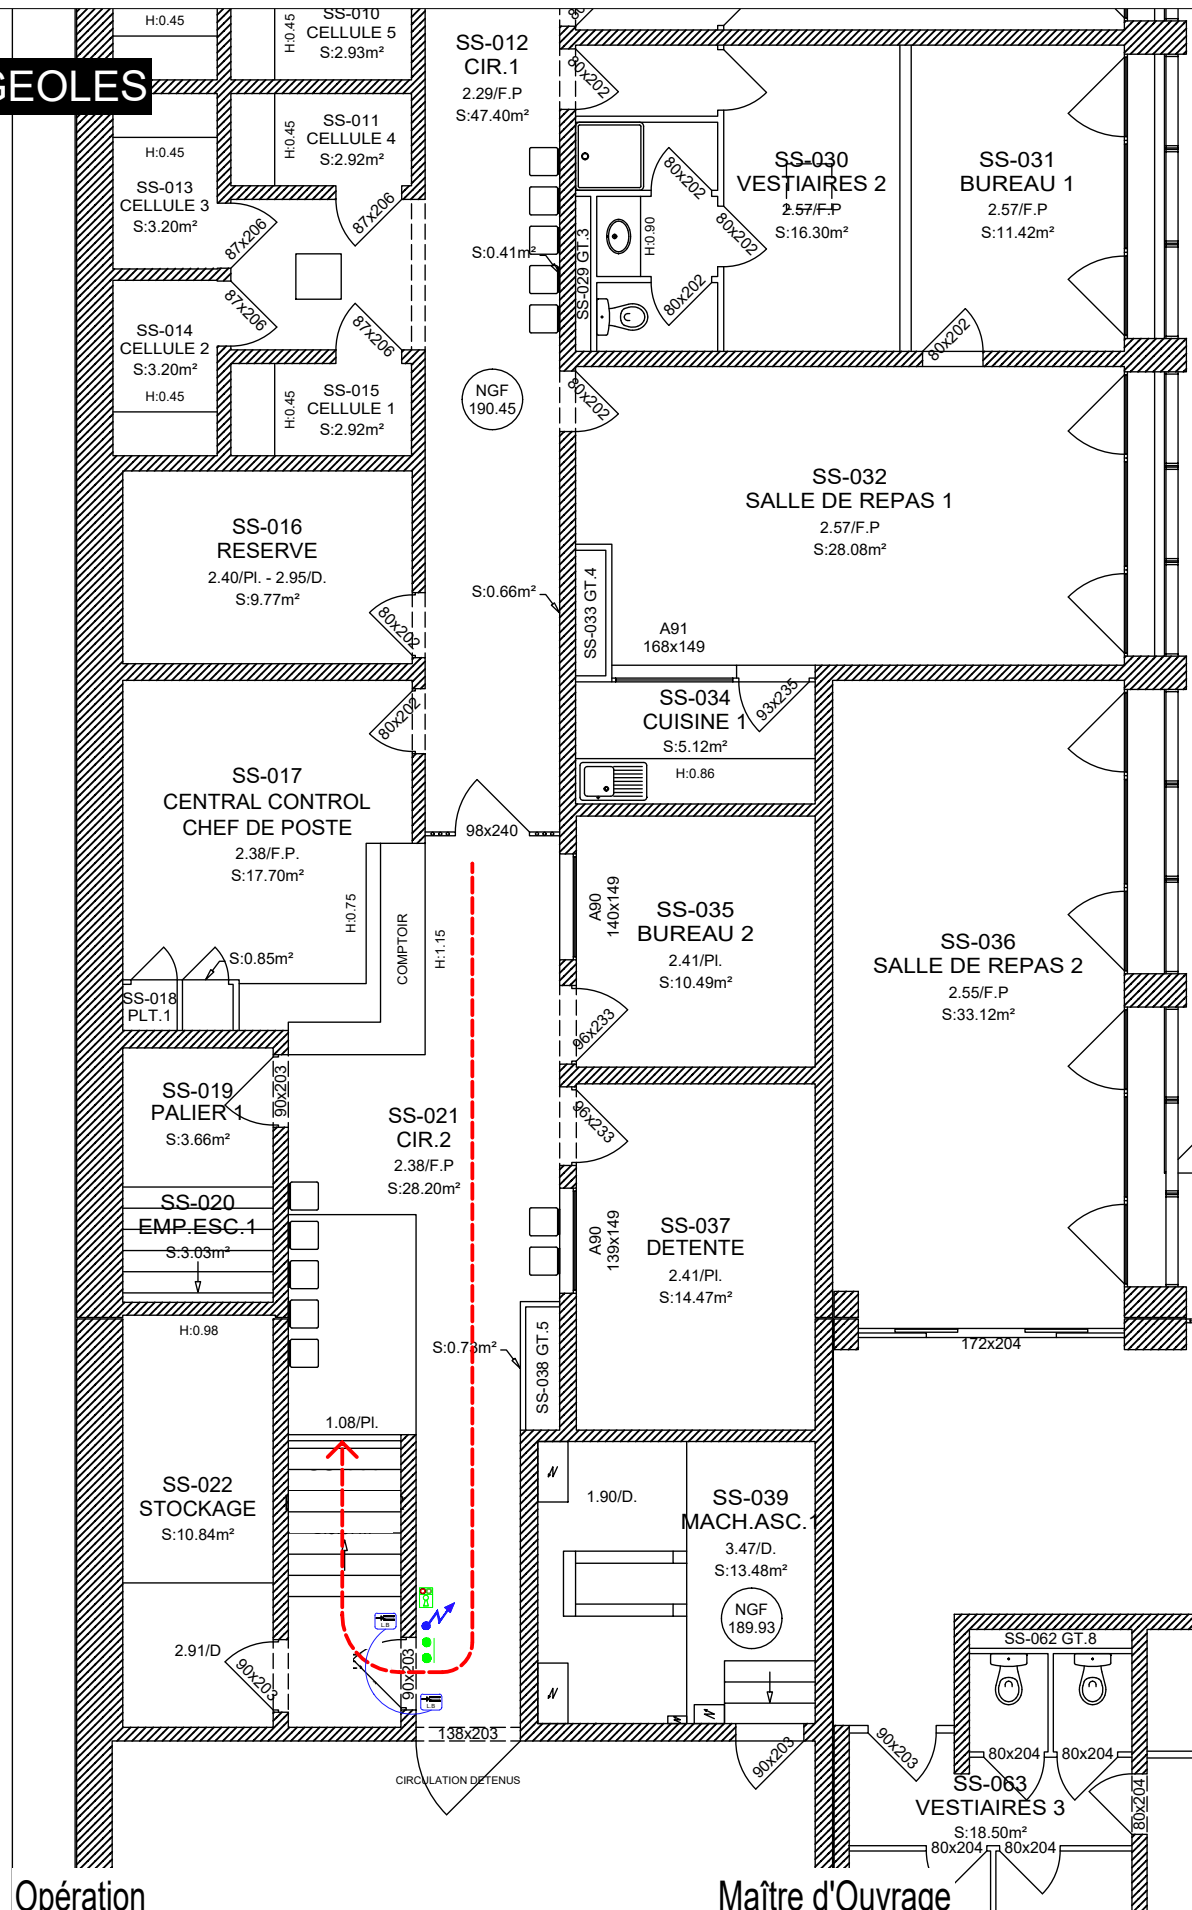 H:0.45
H:0.45
SS-010
CELLULE 5
S:2.93m²
GEOLES
SS-012
CIR.1
2.29/F.P
S:47.40m²
80x202
H:0.45
H:0.45
SS-011
CELLULE 4
S:2.92m²
SS-013
CELLULE 3
S:3.20m²
87x206
87x206
87x206
87x206
SS-014
CELLULE 2
S:3.20m²
H:0.45
H:0.45
SS-015
CELLULE 1
S:2.92m²
NGF
190.45
S:0.41m²
SS-029 GT.3
H:0.90
80x202
80x202
80x202
SS-030
VESTIAIRES 2
2.57/F.P
S:16.30m²
SS-031
BUREAU 1
2.57/F.P
S:11.42m²
80x202
80x202
SS-032
SALLE DE REPAS 1
2.57/F.P
S:28.08m²
SS-016
RESERVE
2.40/Pl. - 2.95/D.
S:9.77m²
80x202
S:0.66m²
SS-033 GT.4
A91
168x149
SS-034
CUISINE 1
S:5.12m²
H:0.86
93x235
80x202
SS-017
CENTRAL CONTROL
CHEF DE POSTE
2.38/F.P.
S:17.70m²
98x240
H:0.75
COMPTOIR
H:1.15
S:0.85m²
SS-018
PLT.1
A90
140x149
SS-035
BUREAU 2
2.41/Pl.
S:10.49m²
96x233
SS-036
SALLE DE REPAS 2
2.55/F.P
S:33.12m²
SS-019
PALIER 1
S:3.66m²
90x203
SS-021
CIR.2
2.38/F.P
S:28.20m²
96x233
SS-020
EMP.ESC.1
S:3.03m²
A90
139x149
SS-037
DETENTE
2.41/Pl.
S:14.47m²
H:0.98
S:0.73m²
SS-038 GT.5
172x204
1.08/Pl.
SS-022
STOCKAGE
S:10.84m²
1.90/D.
SS-039
MACH.ASC.1
3.47/D.
S:13.48m²
NGF
189.93
L.B
L.B
2.91/D
90x203
90x203
138x203
CIRCULATION DETENUS
90x203
SS-062 GT.8
90x203
80x204
80x204
SS-063
VESTIAIRES 3
S:18.50m²
80x204
80x204
80x204
Opération
Maître d'Ouvrage